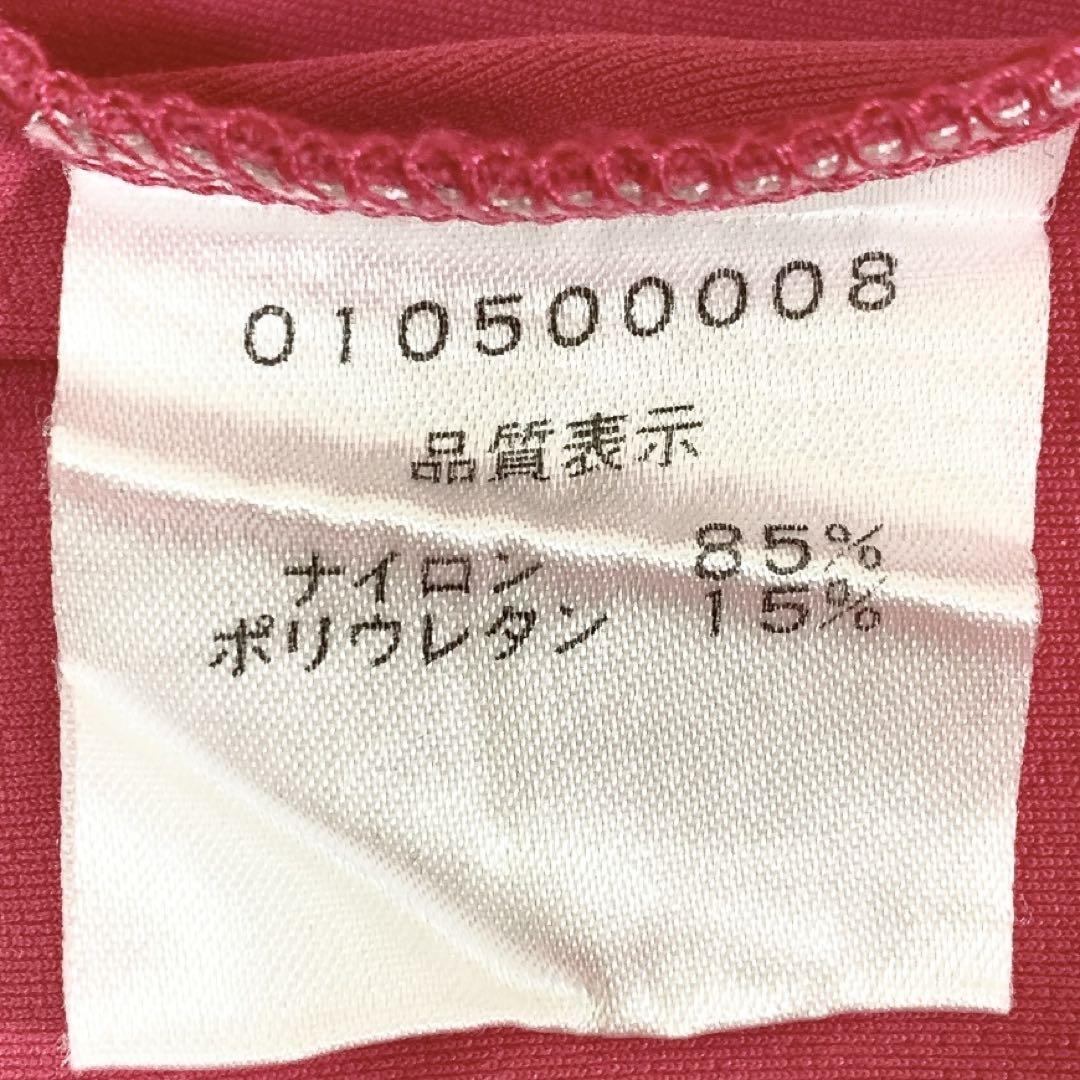 010500008
品質表示
ナイロン 85%
ポリウレタン 15%